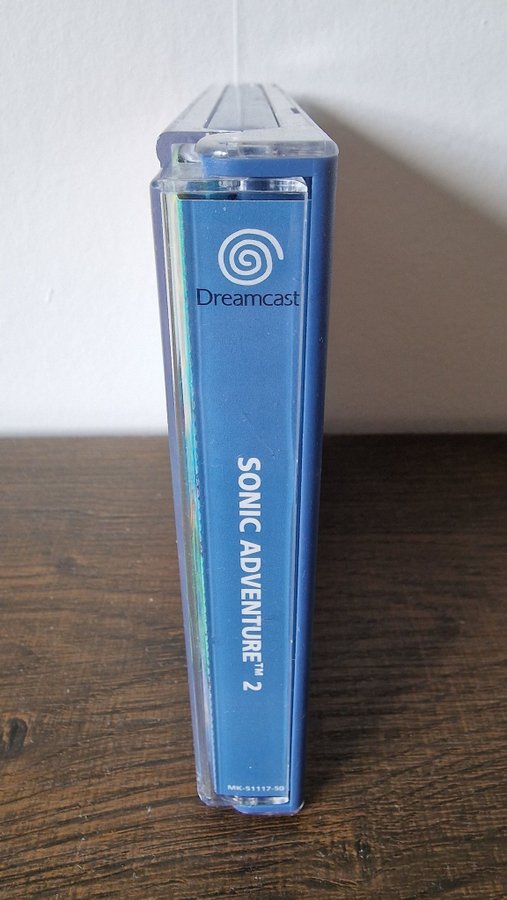 Dreamcast
SONIC ADVENTURE™ 2
MK-51117-50